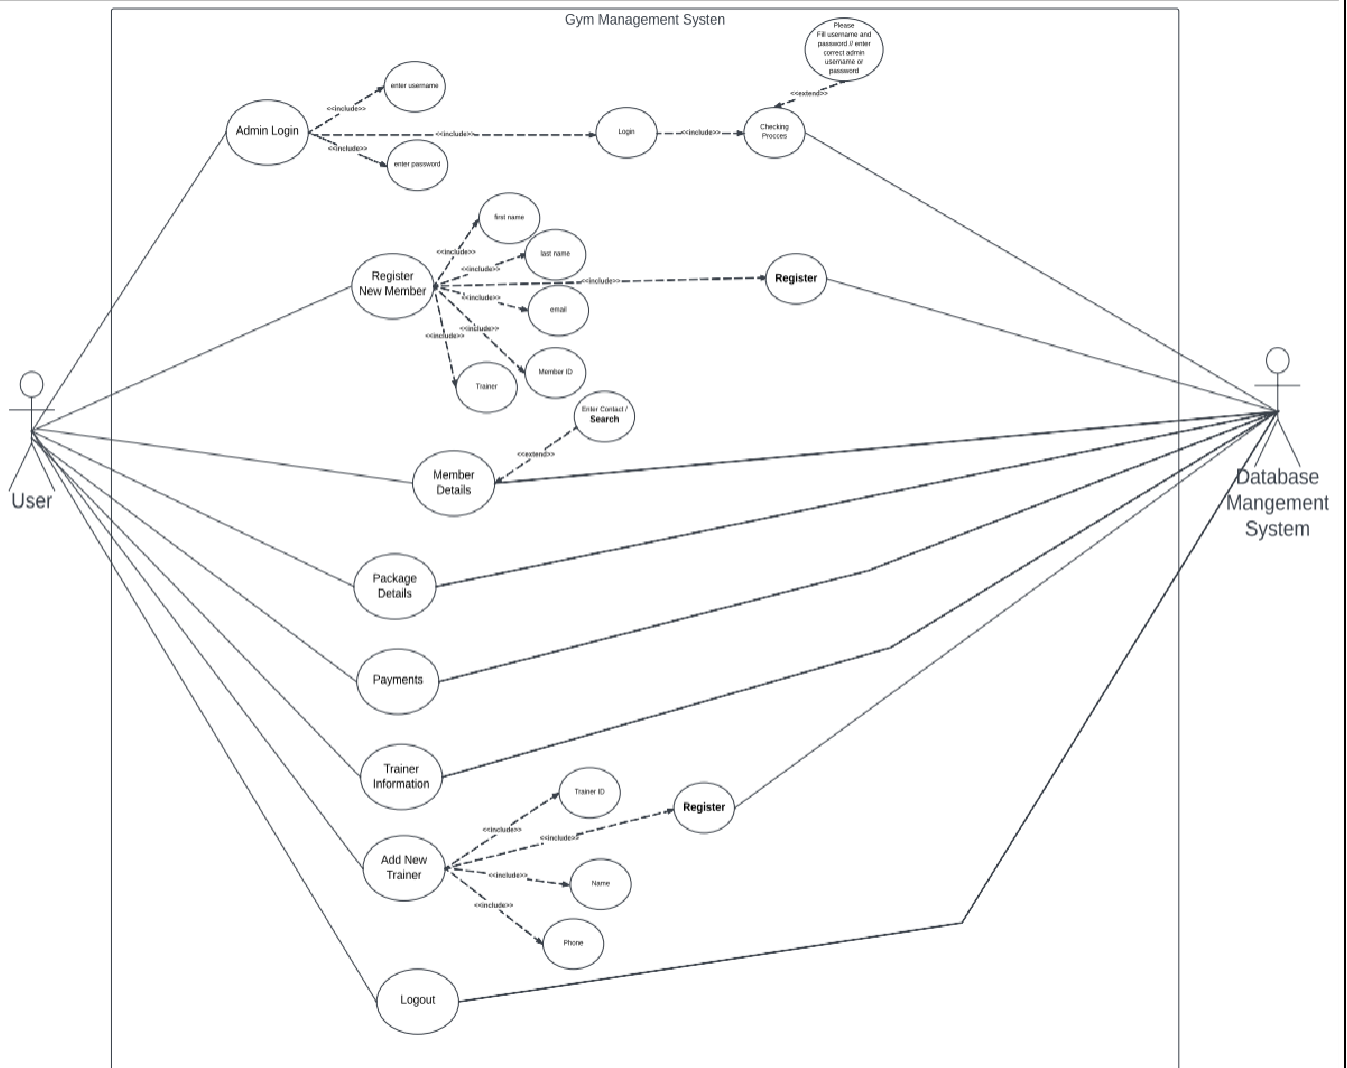 Gym Management Systen
Please
Fill username and
password // enter
correct admin
username or
password
<<extend>>
enter username
<<include>>
Admin Login
<<include>>
Login
<<include>>
Checking
Procces
<<include>>
enter password
first name
<<include>>
last name
<<include>>
Register
New Member
<<include>>
Register
<<include>>
email
<<include>>
<<include>>
Member ID
Trainer
Enter Contact /
Search
<<extend>>
Member
Details
User
Database
Mangement
System
Package
Details
Payments
Trainer
Information
Trainer ID
Register
<<include>>
<<include>>
Add New
Trainer
<<include>>
Name
<<include>>
Phone
Logout